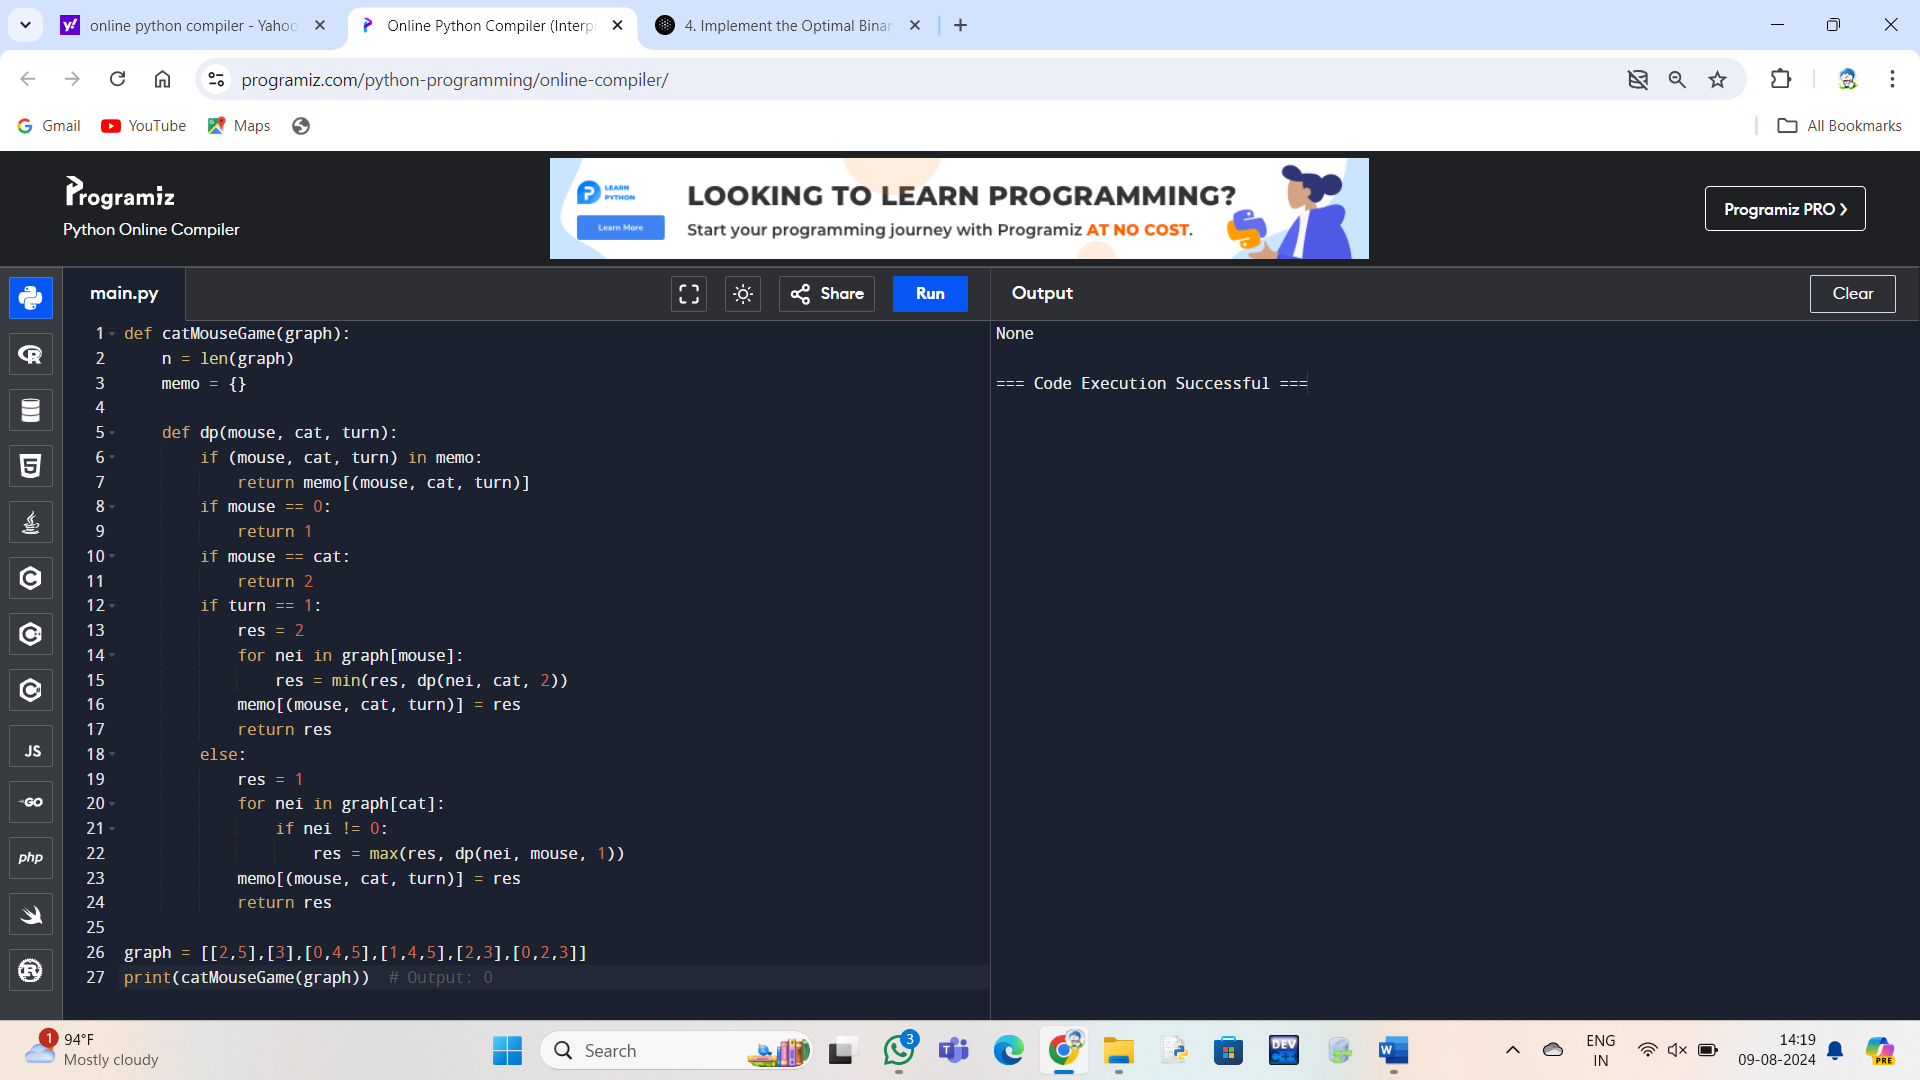 online python compiler - Yahoo
Online Python Compiler (Interp
4. Implement the Optimal Binar
programiz.com/python-programming/online-compiler/
Gmail
YouTube
Maps
All Bookmarks
Programiz
Python Online Compiler
LEARN
PYTHON
Learn More
LOOKING TO LEARN PROGRAMMING?
Start your programming journey with Programiz AT NO COST.
Programiz PRO ›
main.py
Share
Run
Output
Clear
1 def catMouseGame(graph):
2     n = len(graph)
3     memo = {}
4
5     def dp(mouse, cat, turn):
6         if (mouse, cat, turn) in memo:
7             return memo[(mouse, cat, turn)]
8         if mouse == 0:
9             return 1
10         if mouse == cat:
11             return 2
12         if turn == 1:
13             res = 2
14             for nei in graph[mouse]:
15                 res = min(res, dp(nei, cat, 2))
16             memo[(mouse, cat, turn)] = res
17             return res
18         else:
19             res = 1
20             for nei in graph[cat]:
21                 if nei != 0:
22                     res = max(res, dp(nei, mouse, 1))
23             memo[(mouse, cat, turn)] = res
24             return res
25
26 graph = [[2,5],[3],[0,4,5],[1,4,5],[2,3],[0,2,3]]
27 print(catMouseGame(graph))  # Output: 0
None
=== Code Execution Successful ===
JS
GO
php
1
94°F
Mostly cloudy
Search
3
DEV
ENG
IN
14:19
09-08-2024
PRE